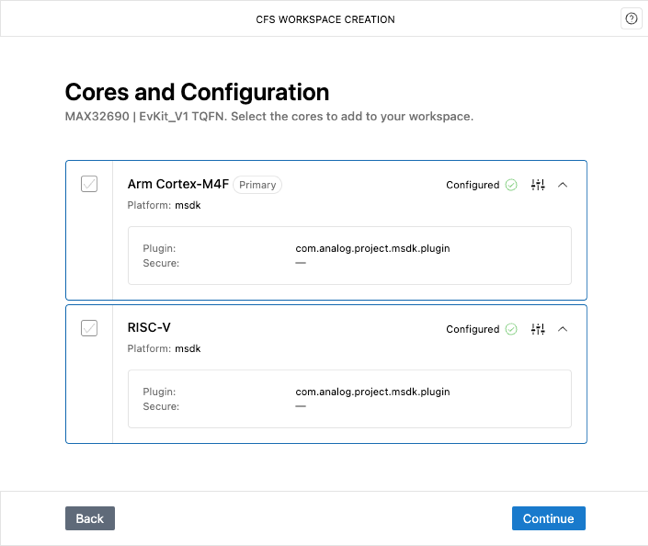 CFS WORKSPACE CREATION
Cores and Configuration
MAX32690 | EvKit_V1 TQFN. Select the cores to add to your workspace.
Arm Cortex-M4F Primary Configured
Platform: msdk
Plugin: com.analog.project.msdk.plugin
Secure: —
RISC-V Configured
Platform: msdk
Plugin: com.analog.project.msdk.plugin
Secure: —
Back Continue